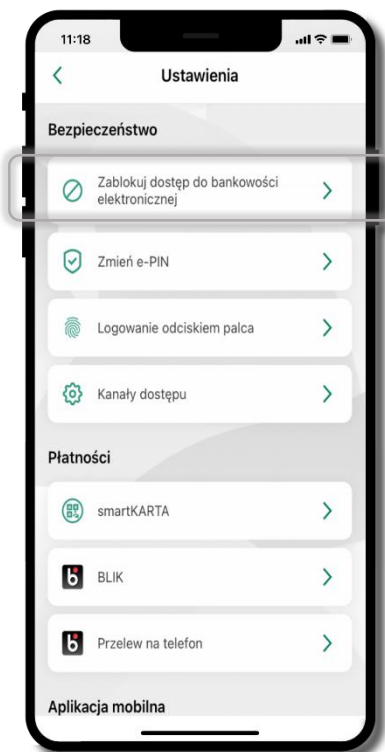 11:18
Ustawienia
Bezpieczeństwo
Zablokuj dostęp do bankowości
elektronicznej
Zmień e-PIN
Logowanie odciskiem palca
Kanały dostępu
Płatności
smartKARTA
BLIK
Przelew na telefon
Aplikacja mobilna